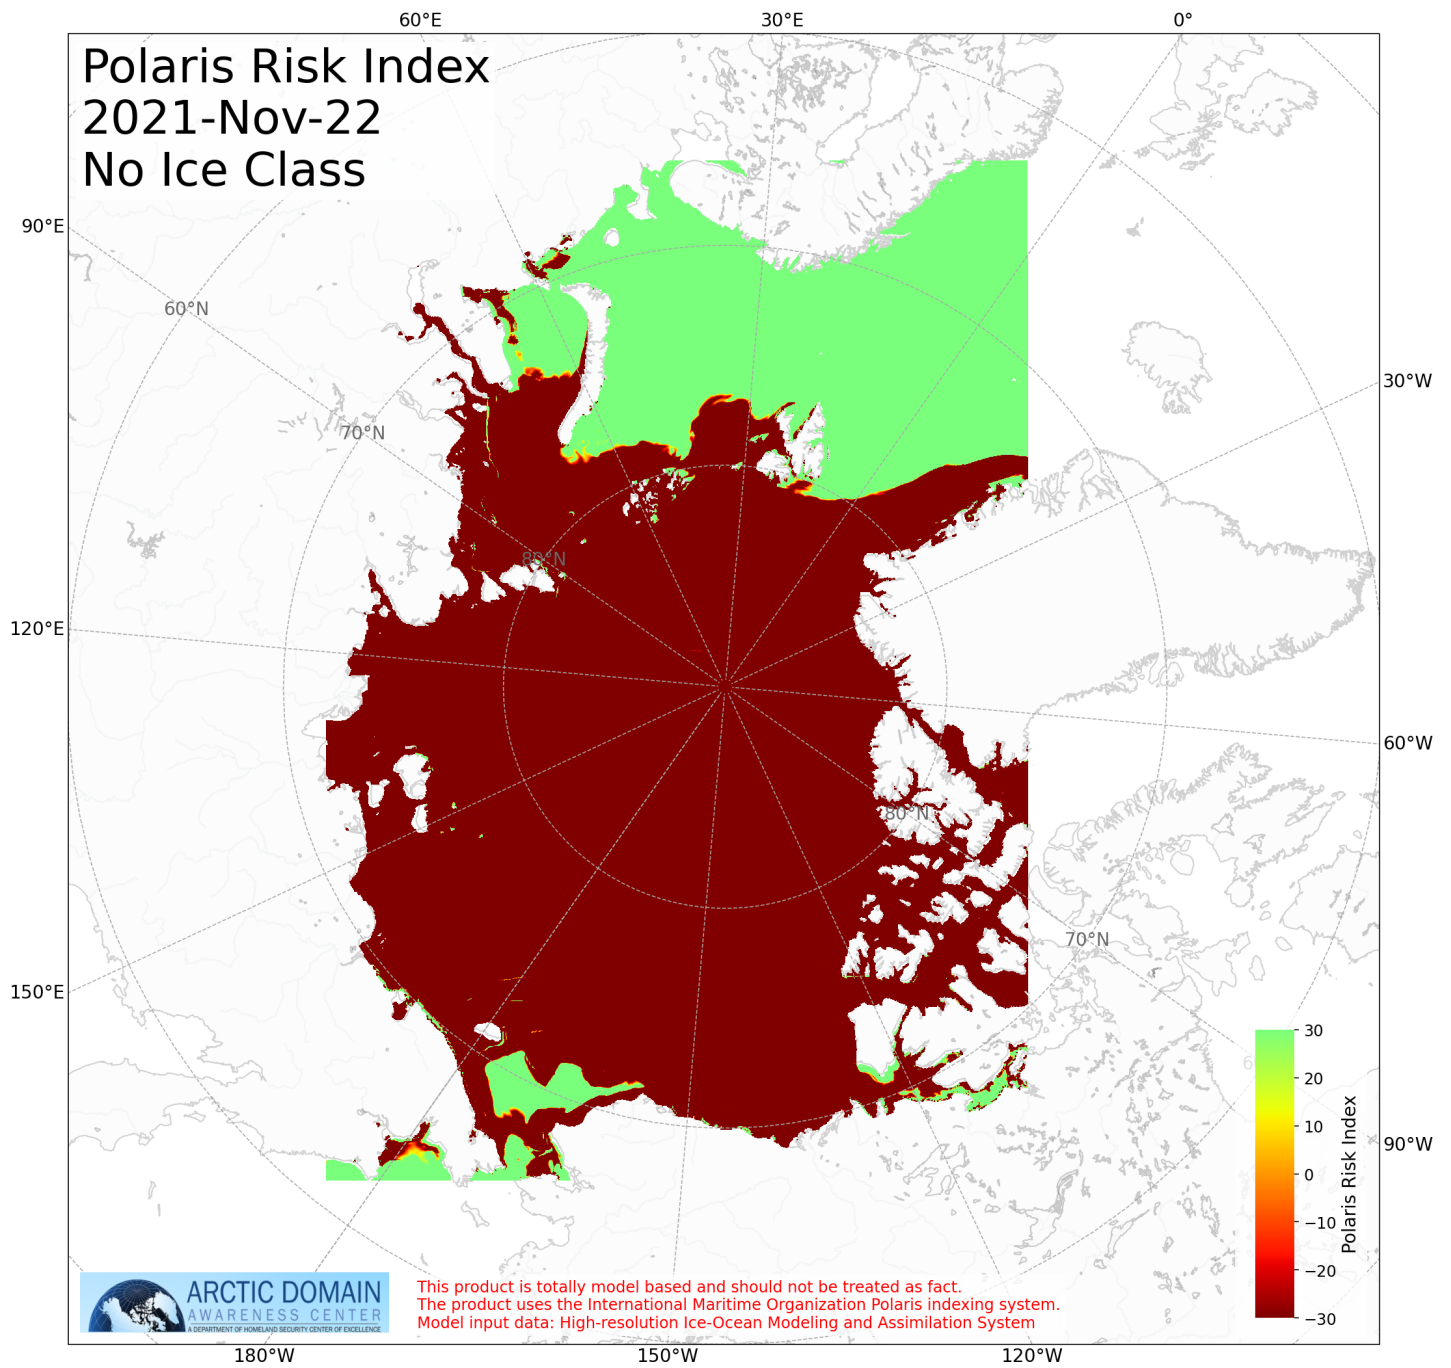 60°E
30°E
0°
Polaris Risk Index
2021-Nov-22
No Ice Class
90°E
60°N
30°W
70°N
80°N
120°E
60°W
80°N
70°N
150°E
30
20
10
0
−10
−20
−30
Polaris Risk Index
90°W
ARCTIC DOMAIN
AWARENESS CENTER
A DEPARTMENT OF HOMELAND SECURITY CENTER OF EXCELLENCE
This product is totally model based and should not be treated as fact.
The product uses the International Maritime Organization Polaris indexing system.
Model input data: High-resolution Ice-Ocean Modeling and Assimilation System
180°W
150°W
120°W